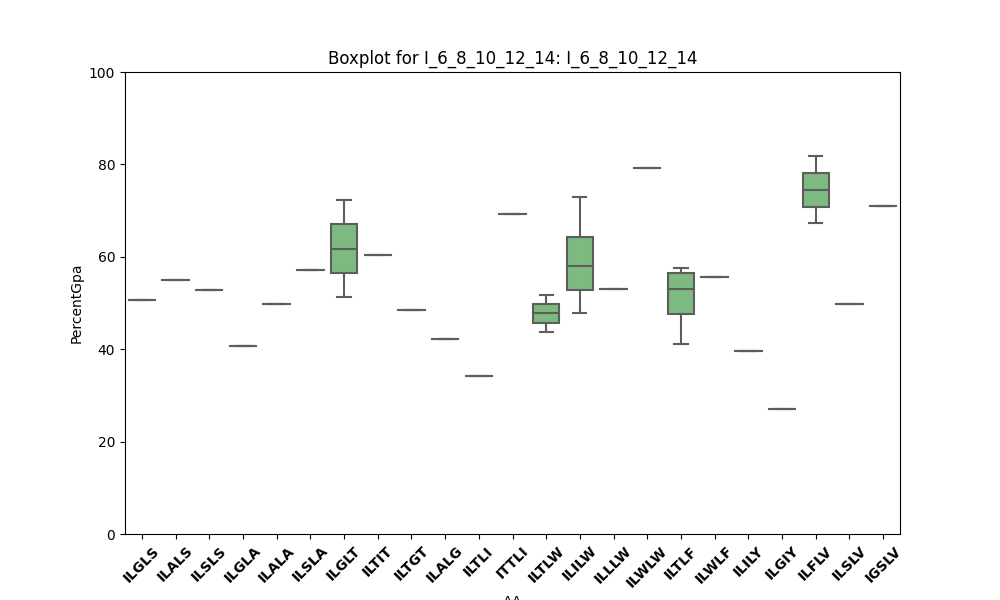 Boxplot for I_6_8_10_12_14: I_6_8_10_12_14
PercentGpa
100
80
60
40
20
0
ILGLS
ILALS
ILSLS
ILGLA
ILALA
ILSLA
ILGLT
ILTIT
ILTGT
ILALG
ILTLI
ITTLI
ILTLW
ILILW
ILLLW
ILWLW
ILTLF
ILWLF
ILILY
ILGIY
ILFLV
ILSLV
IGSLV